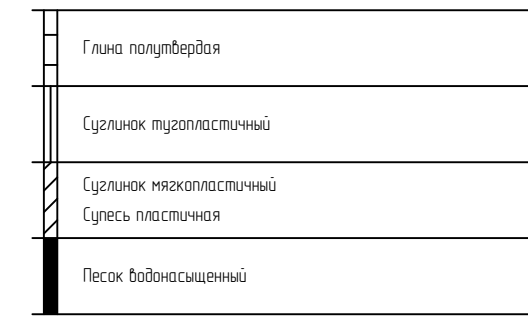 Глина полутвердая
Суглинок тугопластичный
Суглинок мягкопластичный
Супесь пластичная
Песок водонасыщенный